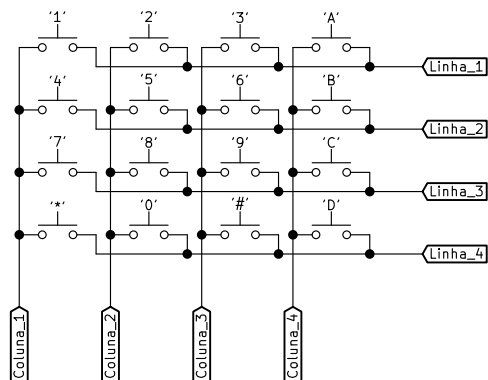 '1' '2' '3' 'A'
Linha_1
'4' '5' '6' 'B'
Linha_2
'7' '8' '9' 'C'
Linha_3
'*' '0' '#' 'D'
Linha_4
Coluna_1
Coluna_2
Coluna_3
Coluna_4